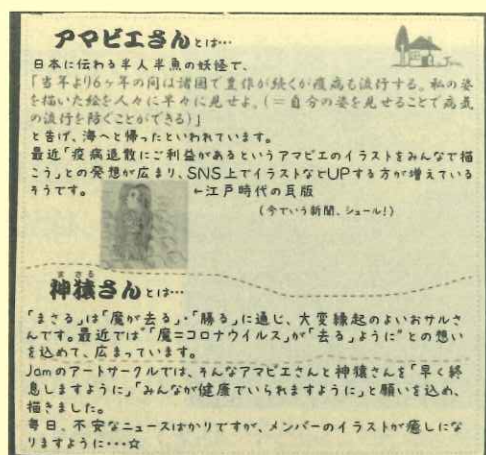 アマビエさんとは…
日本に伝わる半人半魚の妖怪で、
「当年より6ヶ年の間は諸国で豊作が続くが疫病も流行する。私の姿
を描いた絵を人々に早々に見せよ。(=自分の姿を見せることで病気
の流行を防ぐことができる)」
と告げ、海へと帰ったといわれています。
最近「疫病退散にご利益があるというアマビエのイラストをみんなで描
こう」との発想が広まり、SNS上でイラストなどUPする方が増えている
そうです。
←江戸時代の瓦版
(今でいう新聞、シュール!)
まさる
神猿さんとは…
「まさる」は「魔が去る」・「勝る」に通じ、大変縁起のよいおサルさ
んです。最近では“「魔=コロナウイルス」が「去る」ように”との想い
を込めて、広まっています。
Jamのアートサークルでは、そんなアマビエさんと神猿さんを「早く終
息しますように」「みんなが健康でいられますように」と願いを込め、
描きました。
毎日、不安なニュースばかりですが、メンバーのイラストが癒しにな
りますように・・・☆